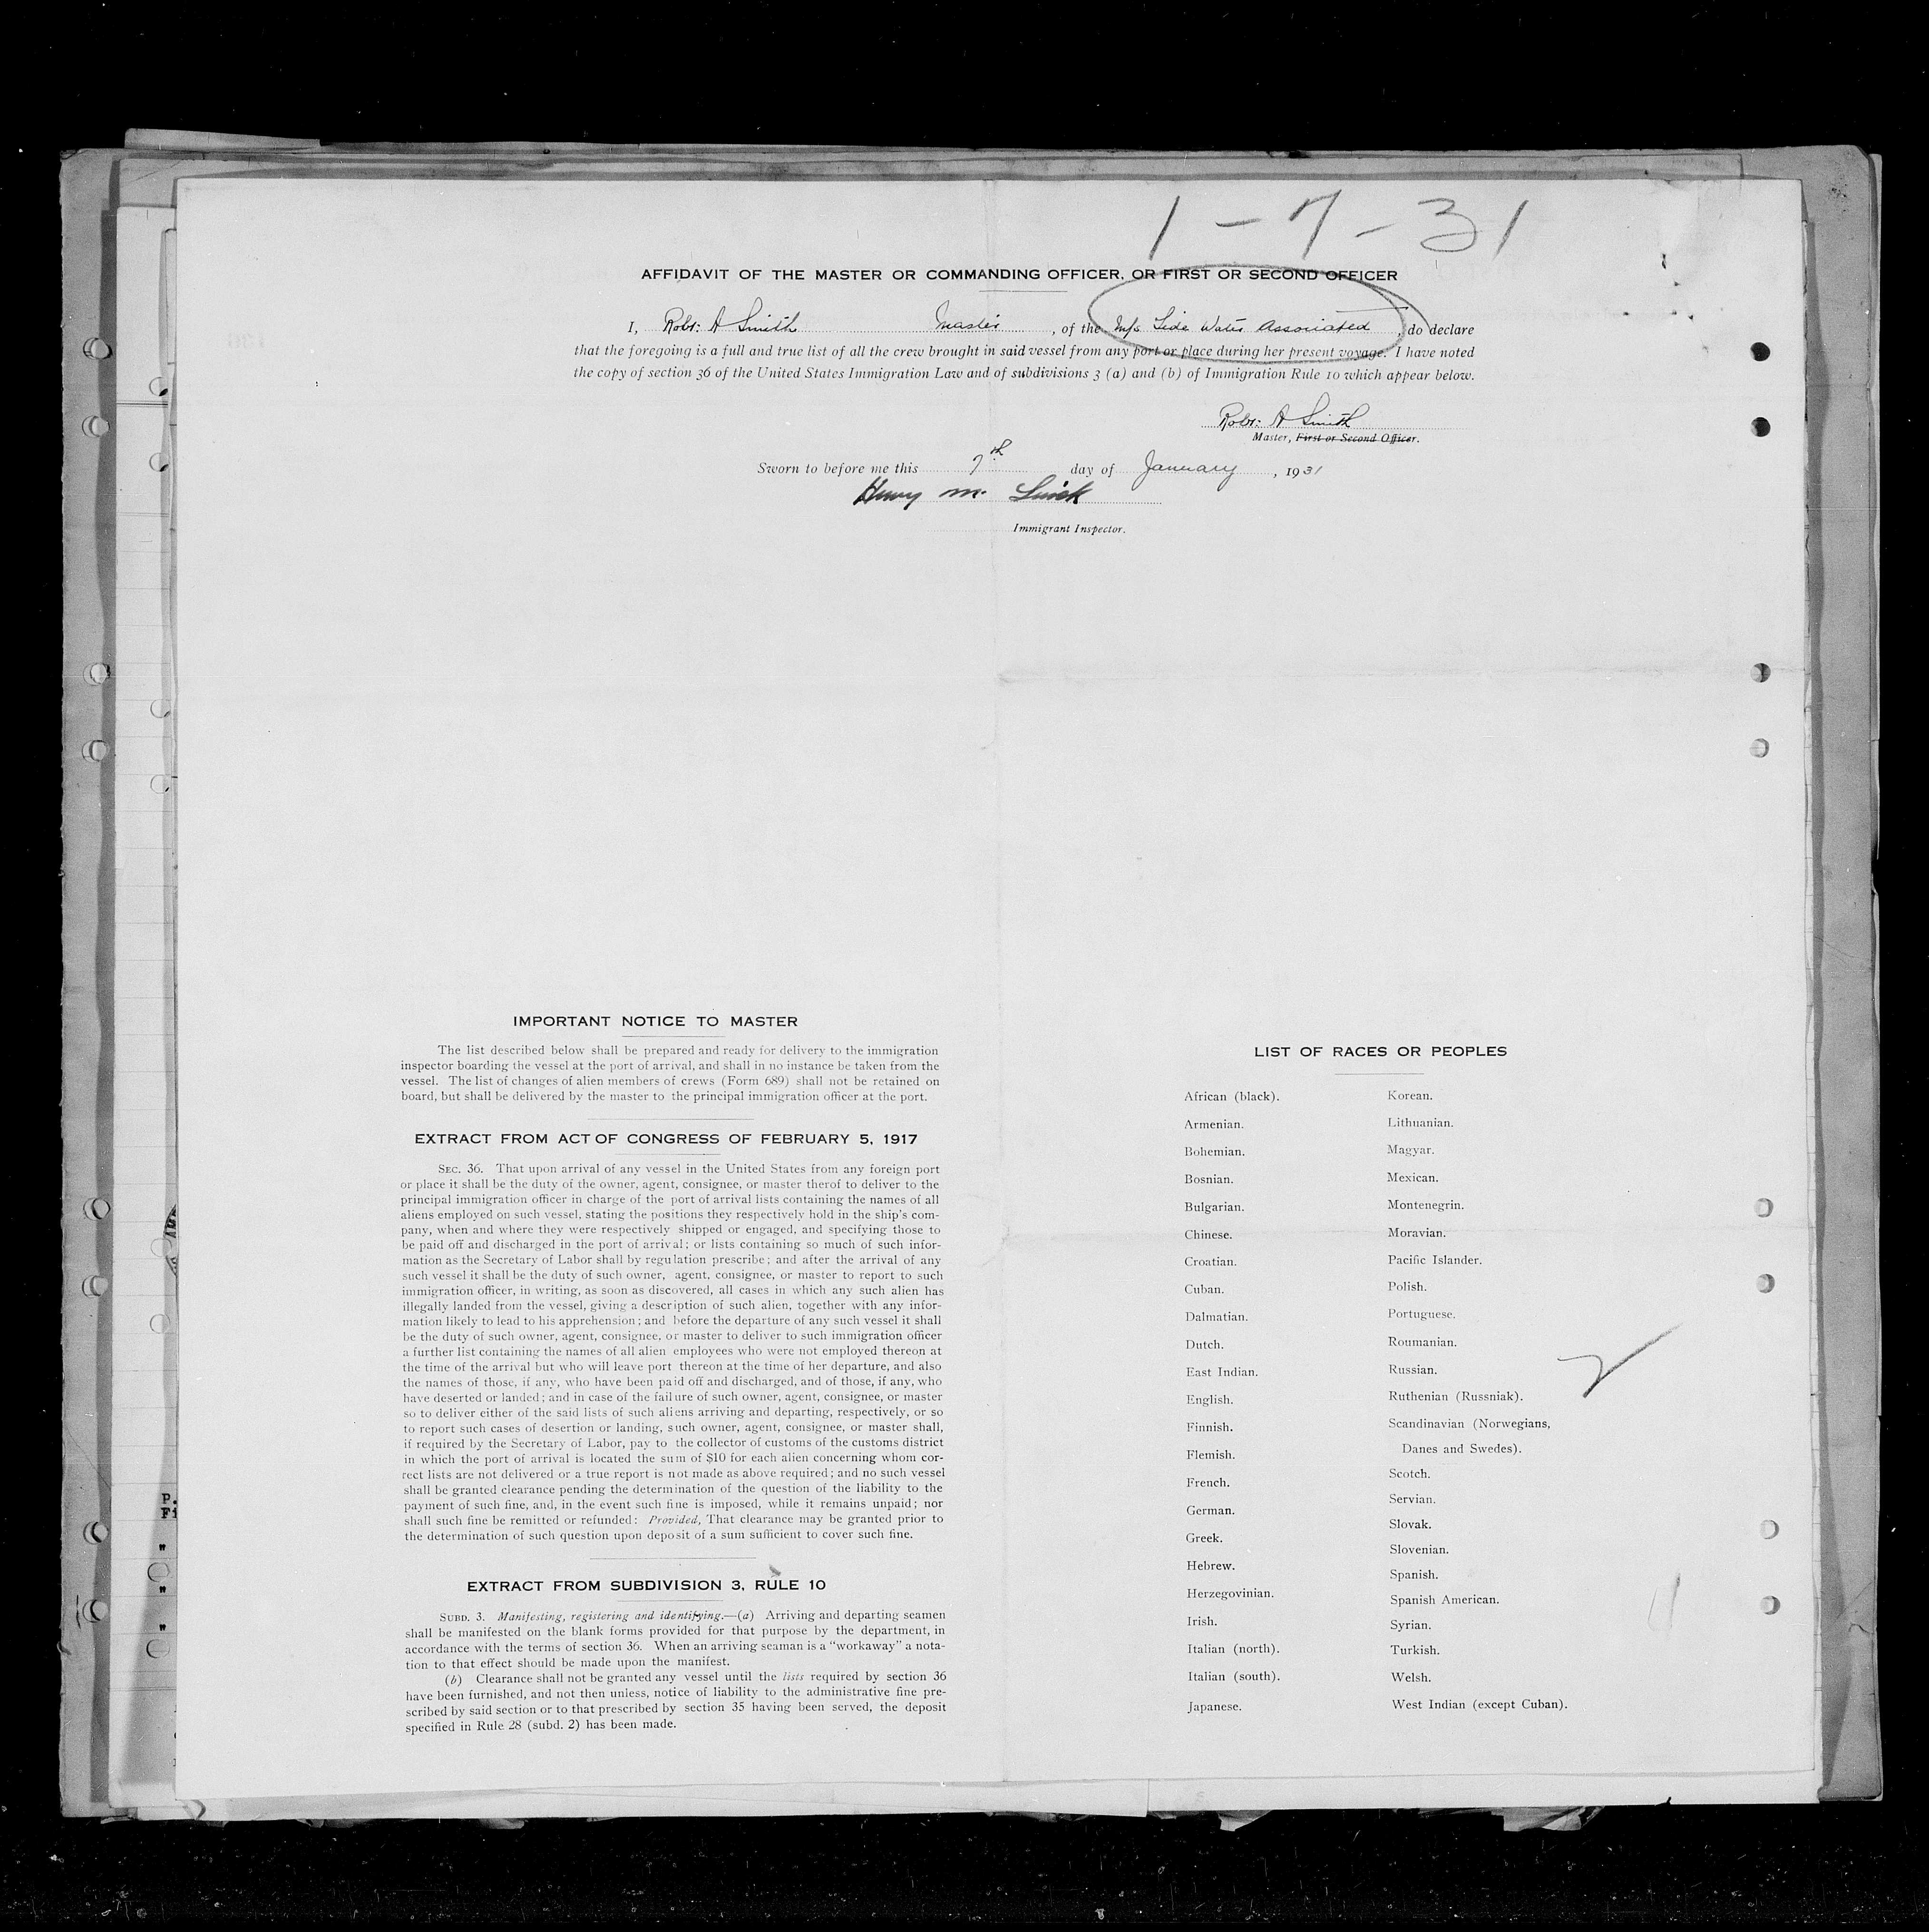 1-7-31
AFFIDAVIT OF THE MASTER OR COMMANDING OFFICER, OR FIRST OR SECOND OFFICER
I, Robt: A Smith Master, of the M/s Tide Water Associated, do declare
that the foregoing is a full and true list of all the crew brought in said vessel from any port or place during her present voyage. I have noted
the copy of section 36 of the United States Immigration Law and of subdivisions 3 (a) and (b) of Immigration Rule 10 which appear below.
Robt: A Smith
Master, First or Second Officer.
Sworn to before me this 7th day of January, 1931
Henry M.
Immigrant Inspector.
IMPORTANT NOTICE TO MASTER
The list described below shall be prepared and ready for delivery to the immigration
inspector boarding the vessel at the port of arrival, and shall in no instance be taken from the
vessel. The list of changes of alien members of crews (Form 689) shall not be retained on
board, but shall be delivered by the master to the principal immigration officer at the port.
EXTRACT FROM ACT OF CONGRESS OF FEBRUARY 5, 1917
SEC. 36. That upon arrival of any vessel in the United States from any foreign port
or place it shall be the duty of the owner, agent, consignee, or master therof to deliver to the
principal immigration officer in charge of the port of arrival lists containing the names of all
aliens employed on such vessel, stating the positions they respectively hold in the ship's com-
pany, when and where they were respectively shipped or engaged, and specifying those to
be paid off and discharged in the port of arrival; or lists containing so much of such infor-
mation as the Secretary of Labor shall by regulation prescribe; and after the arrival of any
such vessel it shall be the duty of such owner, agent, consignee, or master to report to such
immigration officer, in writing, as soon as discovered, all cases in which any such alien has
illegally landed from the vessel, giving a description of such alien, together with any infor-
mation likely to lead to his apprehension; and before the departure of any such vessel it shall
be the duty of such owner, agent, consignee, or master to deliver to such immigration officer
a further list containing the names of all alien employees who were not employed thereon at
the time of the arrival but who will leave port thereon at the time of her departure, and also
the names of those, if any, who have been paid off and discharged, and of those, if any, who
have deserted or landed; and in case of the failure of such owner, agent, consignee, or master
so to deliver either of the said lists of such aliens arriving and departing, respectively, or so
to report such cases of desertion or landing, such owner, agent, consignee, or master shall,
if required by the Secretary of Labor, pay to the collector of customs of the customs district
in which the port of arrival is located the sum of $10 for each alien concerning whom cor-
rect lists are not delivered or a true report is not made as above required; and no such vessel
shall be granted clearance pending the determination of the question of the liability to the
payment of such fine, and, in the event such fine is imposed, while it remains unpaid; nor
shall such fine be remitted or refunded: Provided, That clearance may be granted prior to
the determination of such question upon deposit of a sum sufficient to cover such fine.
EXTRACT FROM SUBDIVISION 3, RULE 10
SUBD. 3. Manifesting, registering and identifying.—(a) Arriving and departing seamen
shall be manifested on the blank forms provided for that purpose by the department, in
accordance with the terms of section 36. When an arriving seaman is a "workaway" a nota-
tion to that effect should be made upon the manifest.
(b) Clearance shall not be granted any vessel until the lists required by section 36
have been furnished, and not then unless, notice of liability to the administrative fine pre-
scribed by said section or to that prescribed by section 35 having been served, the deposit
specified in Rule 28 (subd. 2) has been made.
LIST OF RACES OR PEOPLES
African (black).
Armenian.
Bohemian.
Bosnian.
Bulgarian.
Chinese.
Croatian.
Cuban.
Dalmatian.
Dutch.
East Indian.
English.
Finnish.
Flemish.
French.
German.
Greek.
Hebrew.
Herzegovinian.
Irish.
Italian (north).
Italian (south).
Japanese.
Korean.
Lithuanian.
Magyar.
Mexican.
Montenegrin.
Moravian.
Pacific Islander.
Polish.
Portuguese.
Roumanian.
Russian.
Ruthenian (Russniak).
Scandinavian (Norwegians,
Danes and Swedes).
Scotch.
Servian.
Slovak.
Slovenian.
Spanish.
Spanish American.
Syrian.
Turkish.
Welsh.
West Indian (except Cuban).